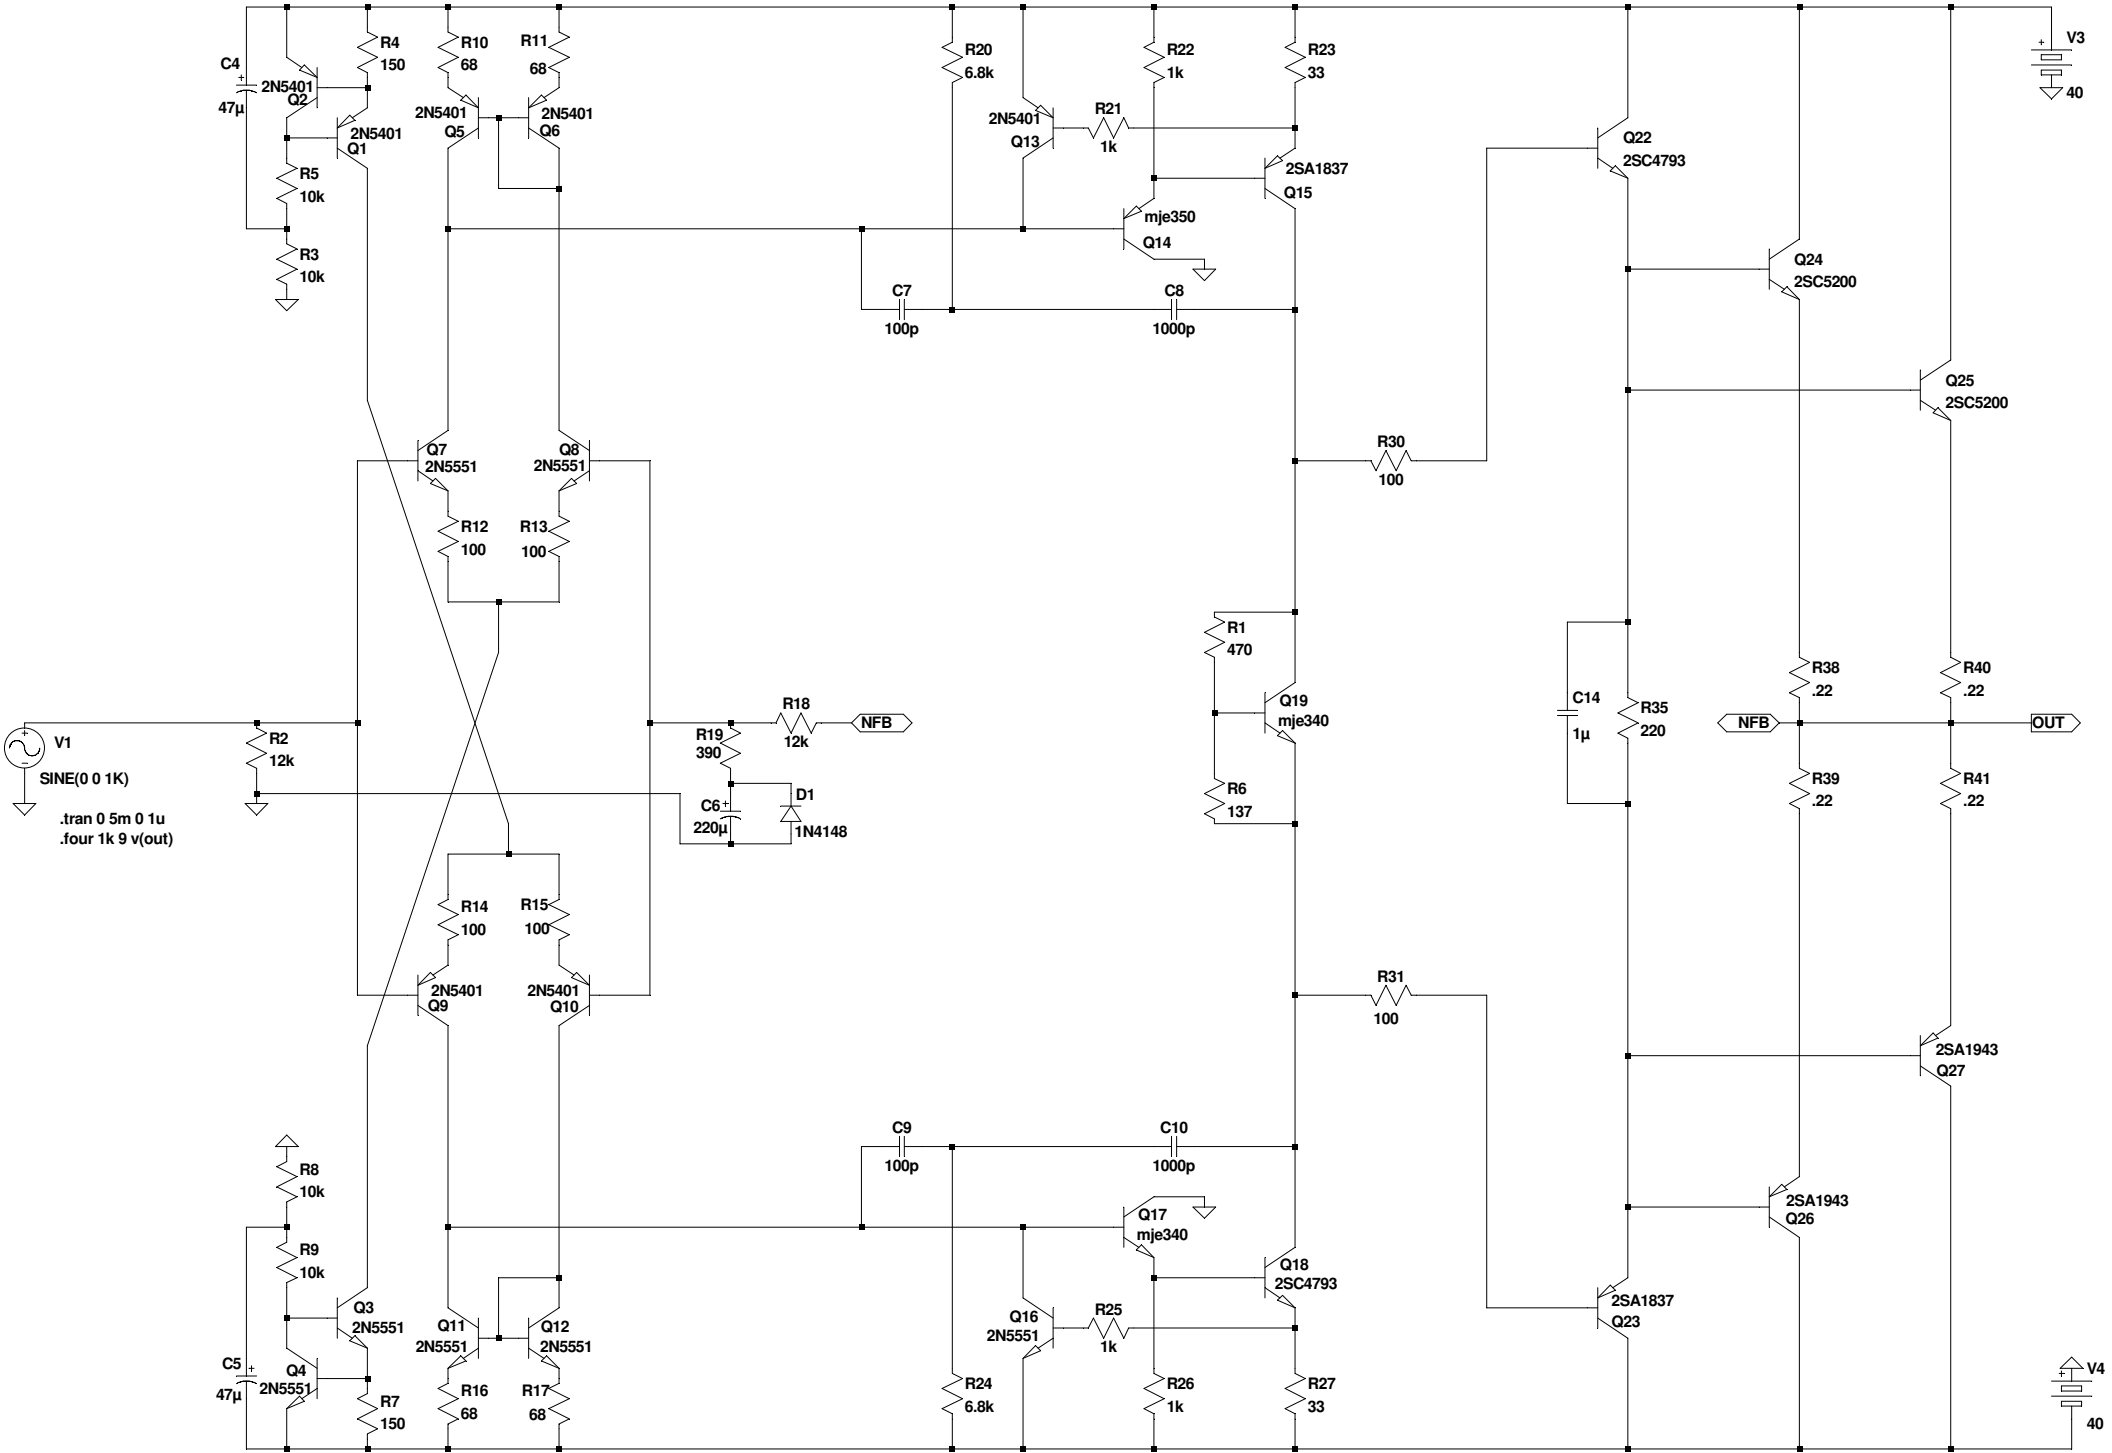 C4
47µ
2N5401
Q2
R4
150
2N5401
Q1
R5
10k
R3
10k
R10
68
R11
68
2N5401
Q5
2N5401
Q6
R20
6.8k
2N5401
Q13
R21
1k
R22
1k
R23
33
2SA1837
Q15
mje350
Q14
C7
100p
C8
1000p
Q22
2SC4793
Q24
2SC5200
Q25
2SC5200
V3
40
Q7
2N5551
Q8
2N5551
R12
100
R13
100
R30
100
R1
470
Q19
mje340
R6
137
C14
1µ
R35
220
R38
.22
R40
.22
NFB
OUT
R39
.22
R41
.22
V1
SINE(0 0 1K)
.tran 0 5m 0 1u
.four 1k 9 v(out)
R2
12k
R18
12k
NFB
R19
390
C6
220µ
D1
1N4148
R14
100
R15
100
2N5401
Q9
2N5401
Q10
R31
100
2SA1943
Q27
2SA1943
Q26
C9
100p
C10
1000p
Q17
mje340
Q18
2SC4793
Q16
2N5551
R25
1k
R24
6.8k
R26
1k
R27
33
2SA1837
Q23
R8
10k
R9
10k
Q3
2N5551
C5
47µ
Q4
2N5551
R7
150
Q11
2N5551
Q12
2N5551
R16
68
R17
68
V4
40